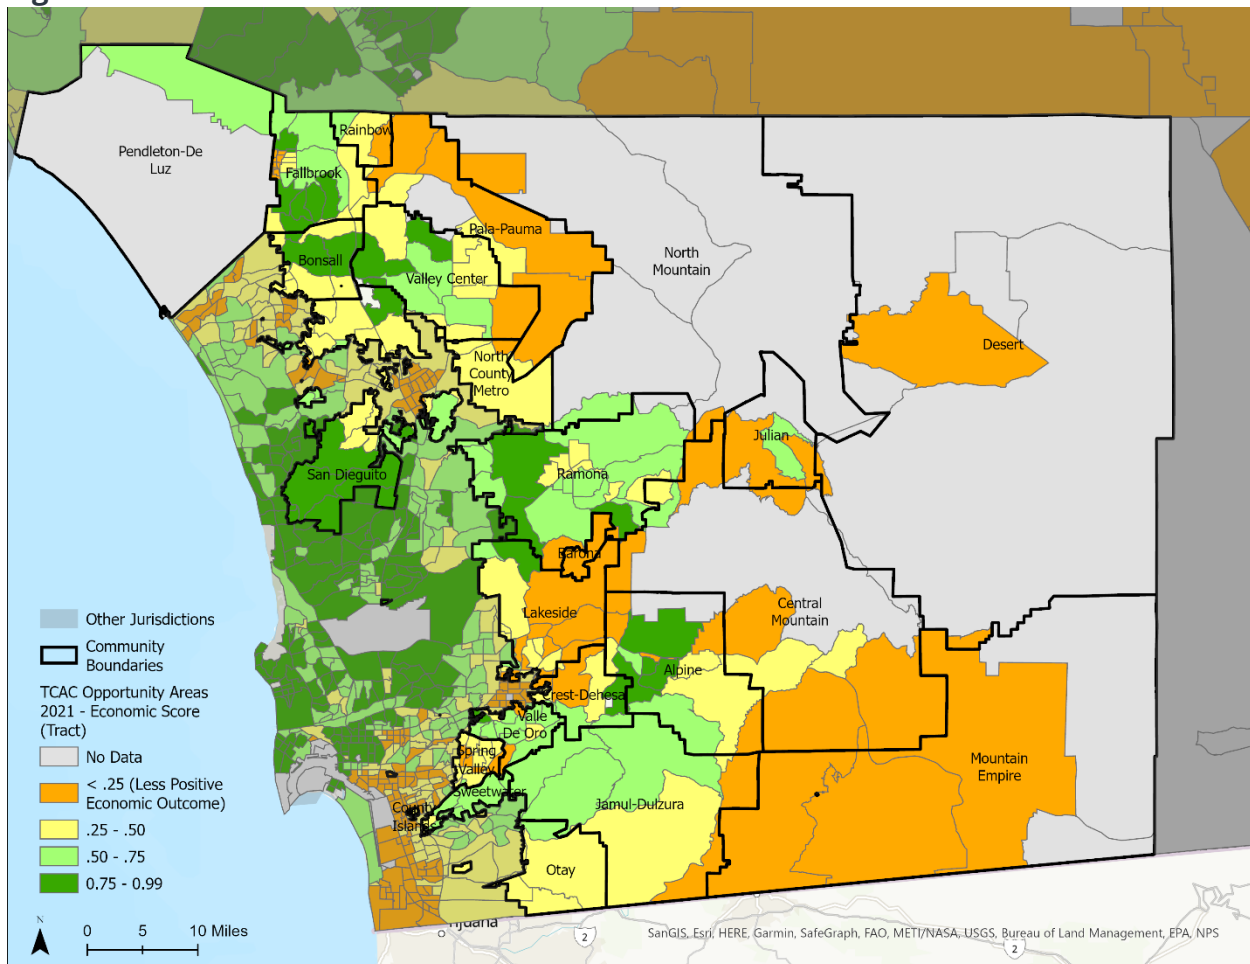 Rainbow
Pendleton-De
Luz
Fallbrook
Pala-Pauma
North
Mountain
Bonsall
Valley Center
Desert
North
County
Metro
Julian
San Dieguito
Ramona
Ramona
Lakeside
Central
Mountain
Alpine
Crest-Dehesa
Valle
De Oro
Spring
Valley
Mountain
Empire
Sweetwater
Jamul-Dulzura
County
Islands
Otay
Other Jurisdictions
Community
Boundaries
TCAC Opportunity Areas
2021 - Economic Score
(Tract)
No Data
< .25 (Less Positive
Economic Outcome)
.25 - .50
.50 - .75
0.75 - 0.99
N
0 5 10 Miles
Tijuana
2
2
SanGIS, Esri, HERE, Garmin, SafeGraph, FAO, METI/NASA, USGS, Bureau of Land Management, EPA, NPS